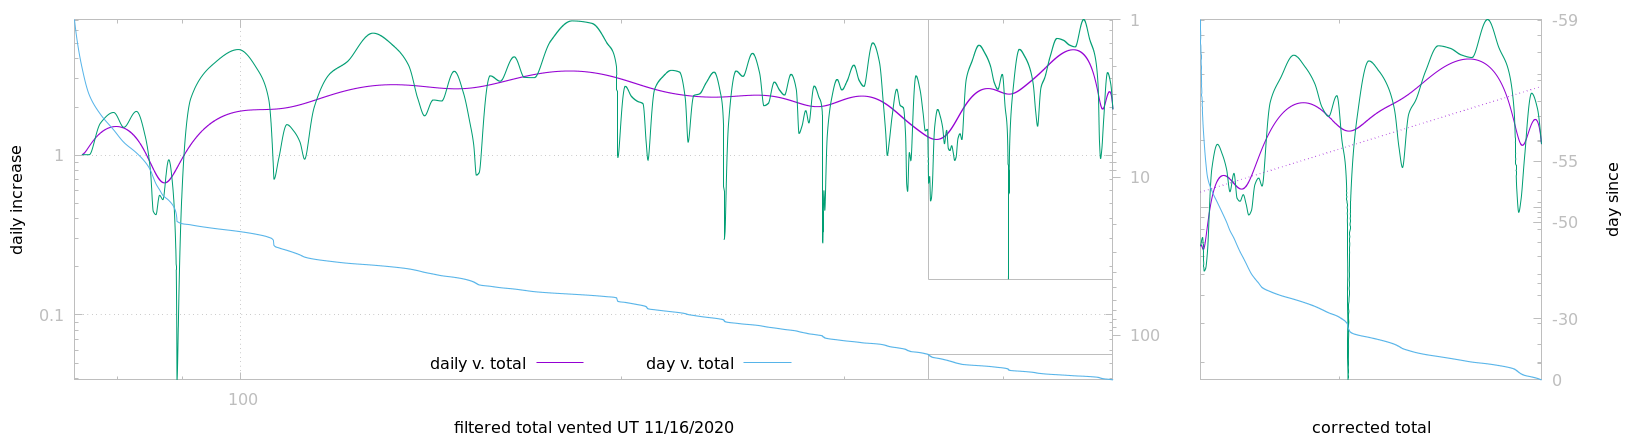 daily increase
1
0.1
100
1
10
100
daily v. total
day v. total
filtered total vented UT 11/16/2020
-59
-55
-50
-30
0
day since
corrected total